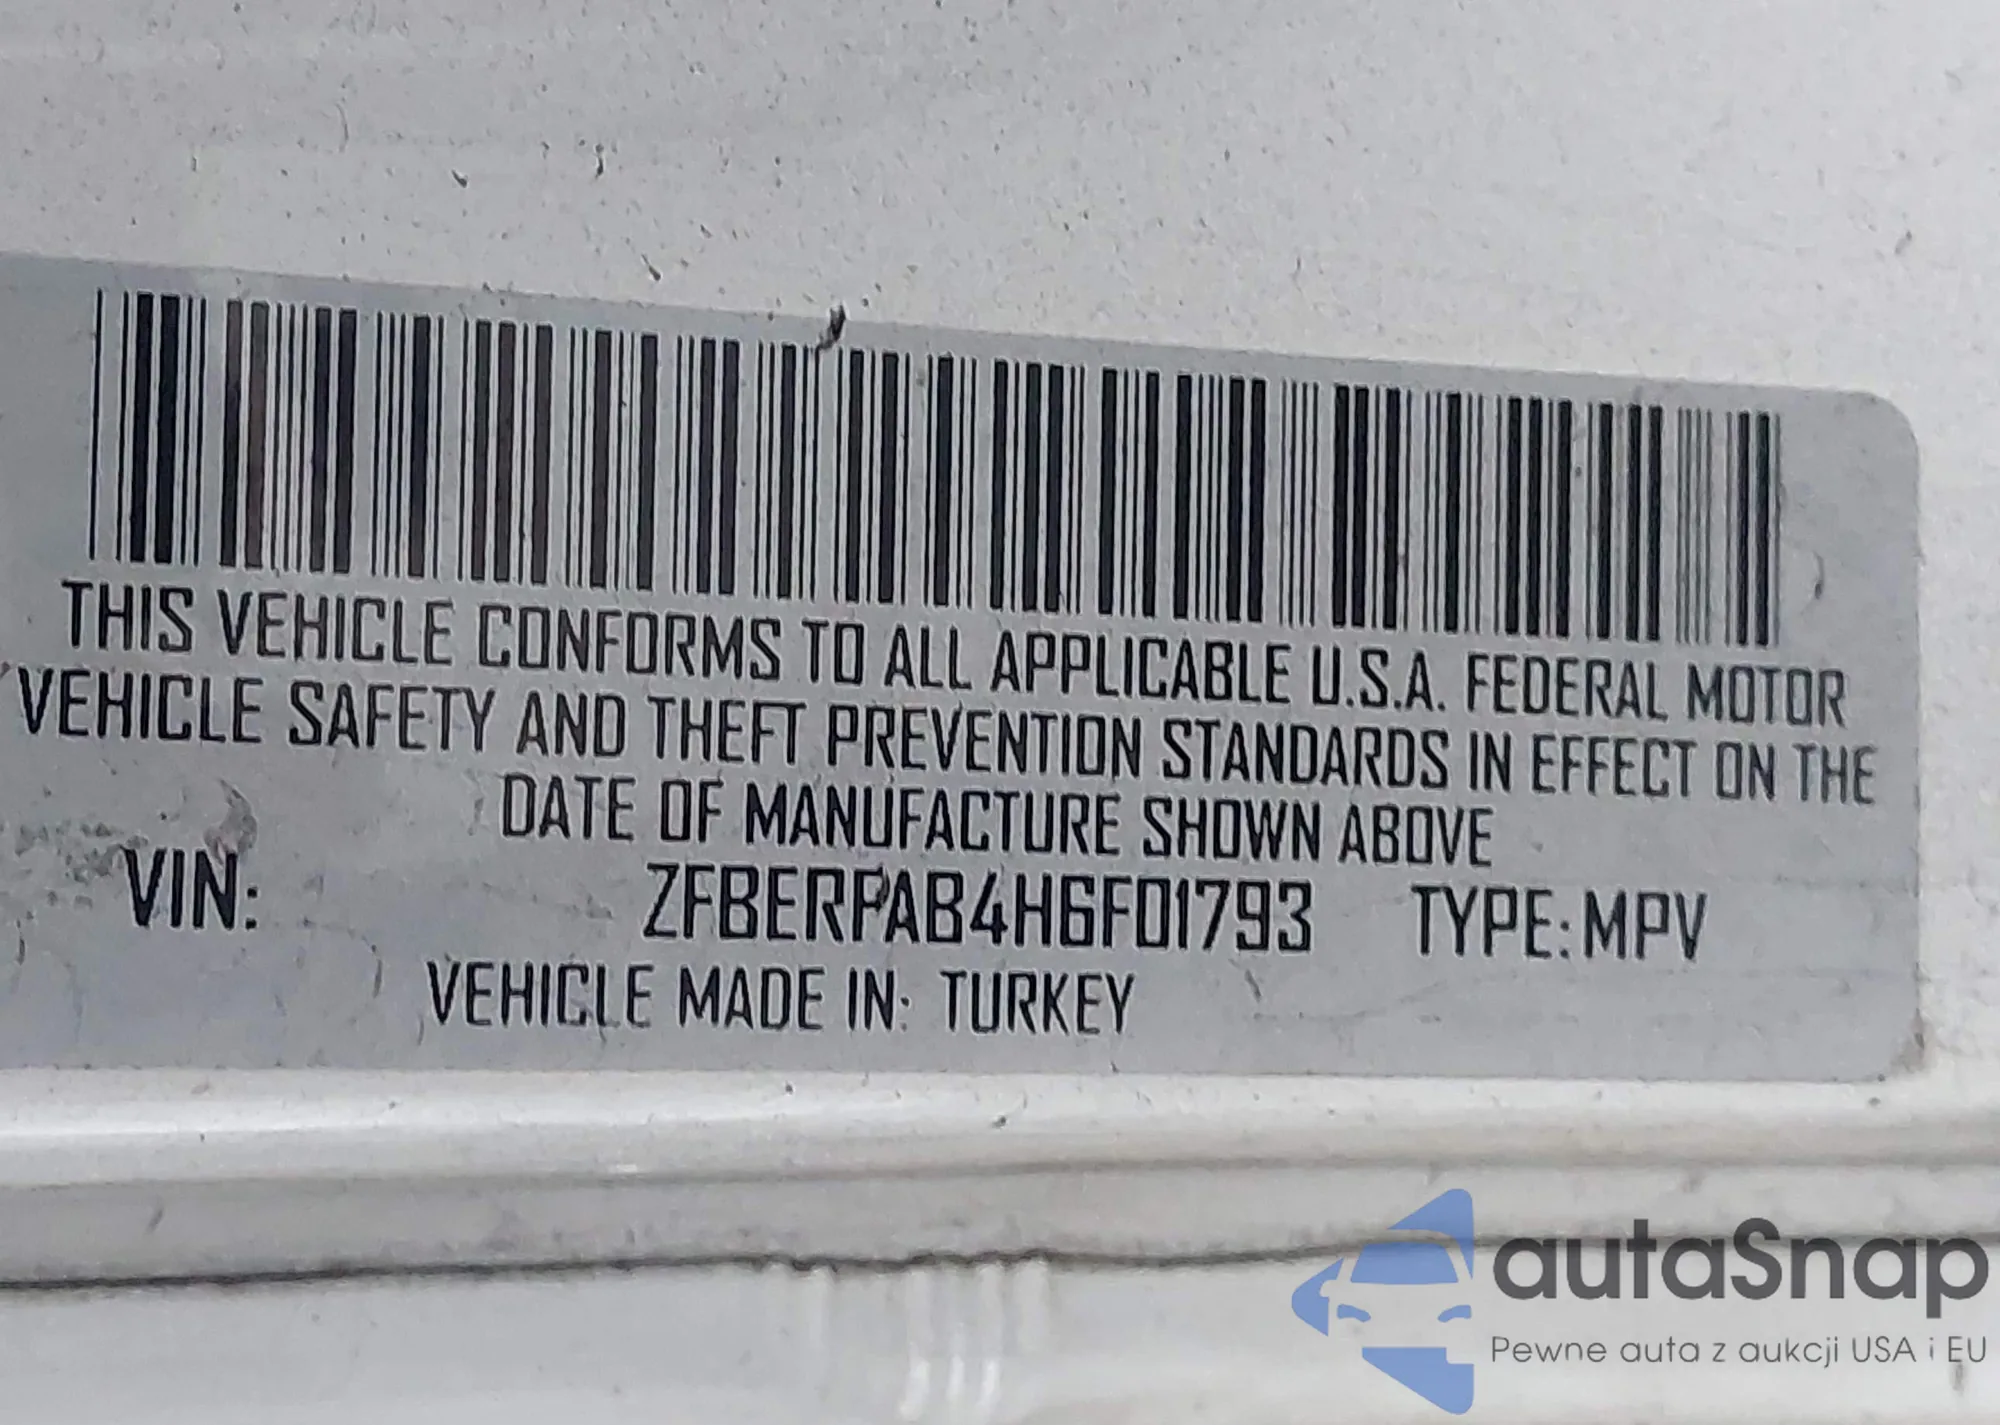 THIS VEHICLE CONFORMS TO ALL APPLICABLE U.S.A. FEDERAL MOTOR
VEHICLE SAFETY AND THEFT PREVENTION STANDARDS IN EFFECT ON THE
DATE OF MANUFACTURE SHOWN ABOVE
VIN: ZFBERPAB4H6F01793 TYPE: MPV
VEHICLE MADE IN: TURKEY
autaSnap
Pewne auta z aukcji USA i EU